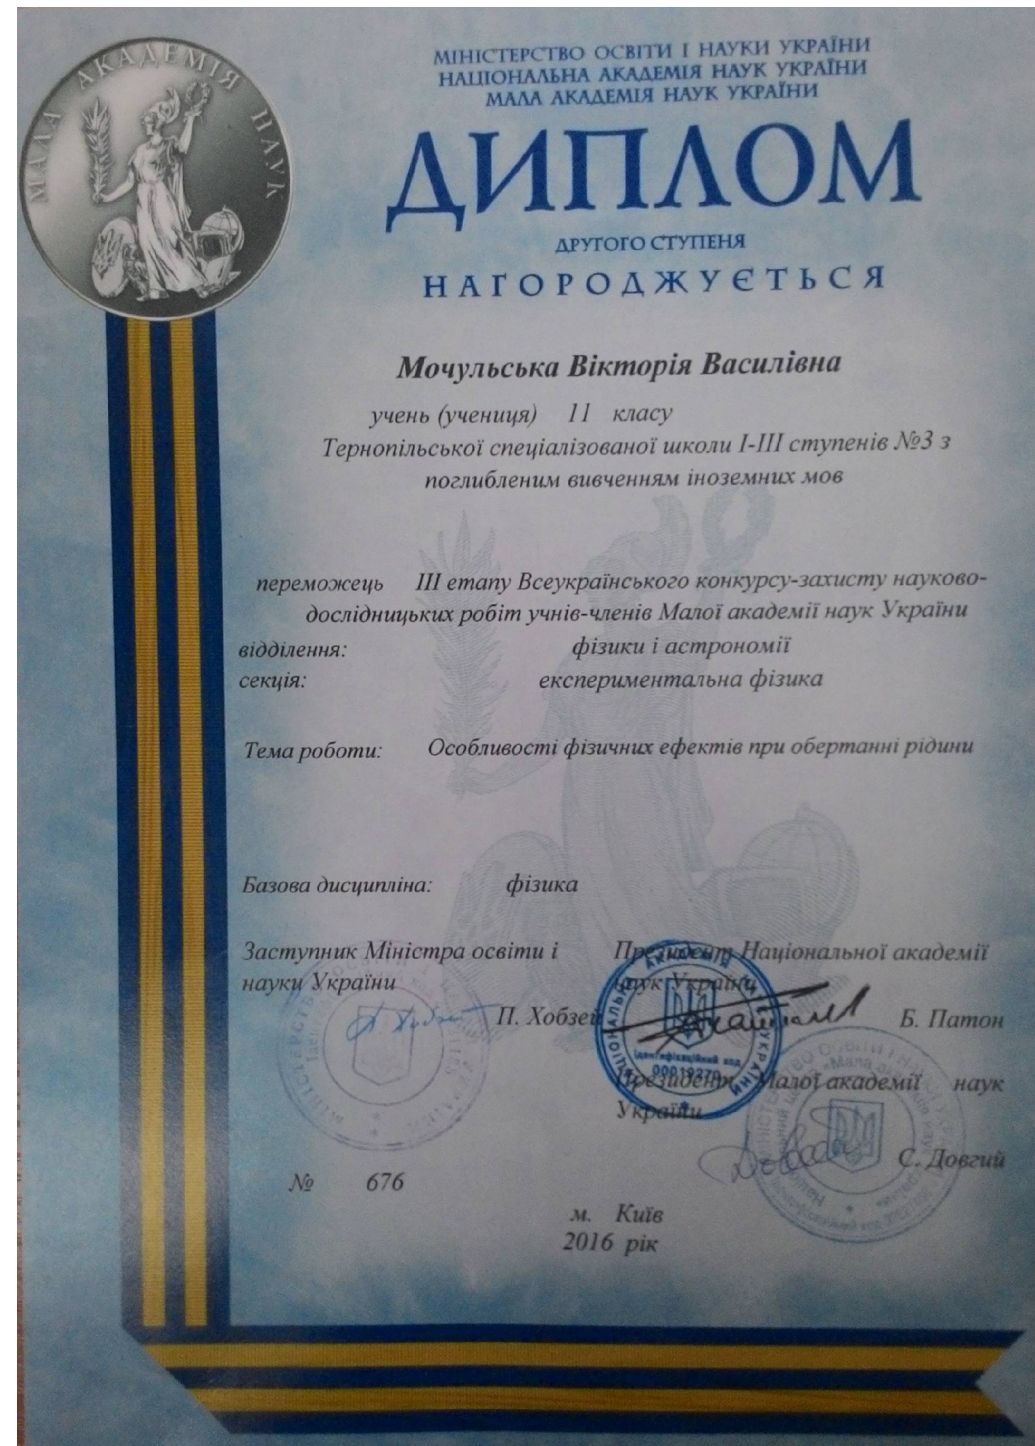 МАЛА АКАДЕМІЯ НАУК
МІНІСТЕРСТВО ОСВІТИ І НАУКИ УКРАЇНИ
НАЦІОНАЛЬНА АКАДЕМІЯ НАУК УКРАЇНИ
МАЛА АКАДЕМІЯ НАУК УКРАЇНИ
ДИПЛОМ
ДРУГОГО СТУПЕНЯ
НАГОРОДЖУЄТЬСЯ
Мочульська Вікторія Василівна
учень (учениця) 11 класу
Тернопільської спеціалізованої школи І-ІІІ ступенів №3 з
поглибленим вивченням іноземних мов
переможець ІІІ етапу Всеукраїнського конкурсу-захисту науково-
дослідницьких робіт учнів-членів Малої академії наук України
відділення: фізики і астрономії
секція: експериментальна фізика
Тема роботи: Особливості фізичних ефектів при обертанні рідини
Базова дисципліна: фізика
Заступник Міністра освіти і
науки України
П. Хобзей
Президент Національної академії
наук України
Б. Патон
Ідентифікаційний код
00019270
Президент Малої академії наук
України
С. Довгий
№ 676
м. Київ
2016 рік